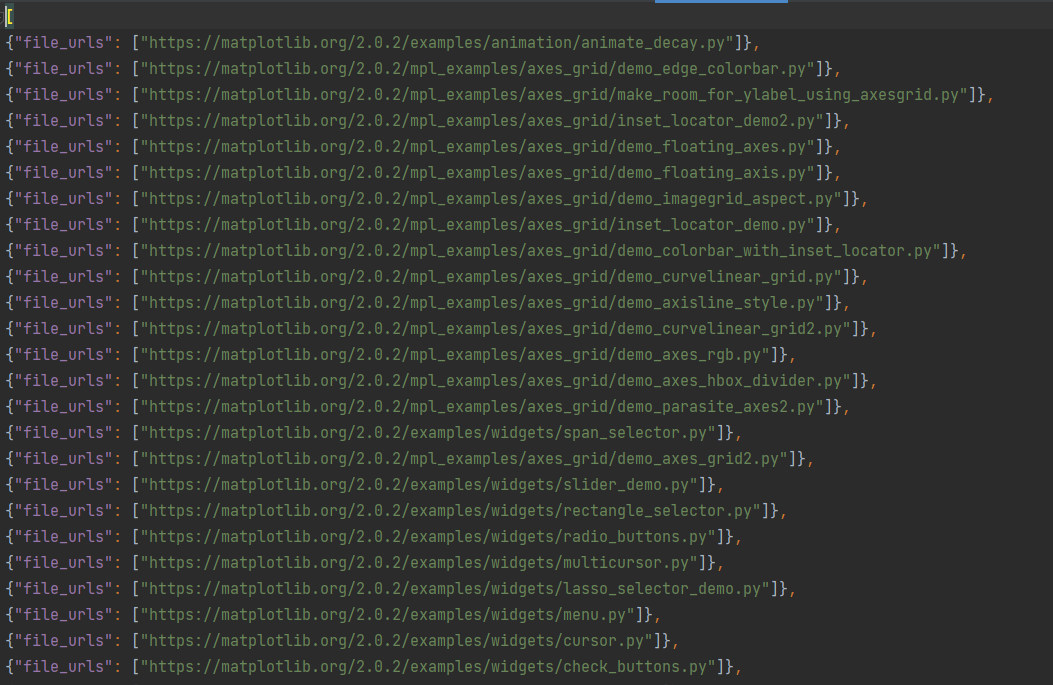 [
{"file_urls": ["https://matplotlib.org/2.0.2/examples/animation/animate_decay.py"]},
{"file_urls": ["https://matplotlib.org/2.0.2/mpl_examples/axes_grid/demo_edge_colorbar.py"]},
{"file_urls": ["https://matplotlib.org/2.0.2/mpl_examples/axes_grid/make_room_for_ylabel_using_axesgrid.py"]},
{"file_urls": ["https://matplotlib.org/2.0.2/mpl_examples/axes_grid/inset_locator_demo2.py"]},
{"file_urls": ["https://matplotlib.org/2.0.2/mpl_examples/axes_grid/demo_floating_axes.py"]},
{"file_urls": ["https://matplotlib.org/2.0.2/mpl_examples/axes_grid/demo_floating_axis.py"]},
{"file_urls": ["https://matplotlib.org/2.0.2/mpl_examples/axes_grid/demo_imagegrid_aspect.py"]},
{"file_urls": ["https://matplotlib.org/2.0.2/mpl_examples/axes_grid/inset_locator_demo.py"]},
{"file_urls": ["https://matplotlib.org/2.0.2/mpl_examples/axes_grid/demo_colorbar_with_inset_locator.py"]},
{"file_urls": ["https://matplotlib.org/2.0.2/mpl_examples/axes_grid/demo_curvelinear_grid.py"]},
{"file_urls": ["https://matplotlib.org/2.0.2/mpl_examples/axes_grid/demo_axisline_style.py"]},
{"file_urls": ["https://matplotlib.org/2.0.2/mpl_examples/axes_grid/demo_curvelinear_grid2.py"]},
{"file_urls": ["https://matplotlib.org/2.0.2/mpl_examples/axes_grid/demo_axes_rgb.py"]},
{"file_urls": ["https://matplotlib.org/2.0.2/mpl_examples/axes_grid/demo_axes_hbox_divider.py"]},
{"file_urls": ["https://matplotlib.org/2.0.2/mpl_examples/axes_grid/demo_parasite_axes2.py"]},
{"file_urls": ["https://matplotlib.org/2.0.2/examples/widgets/span_selector.py"]},
{"file_urls": ["https://matplotlib.org/2.0.2/mpl_examples/axes_grid/demo_axes_grid2.py"]},
{"file_urls": ["https://matplotlib.org/2.0.2/examples/widgets/slider_demo.py"]},
{"file_urls": ["https://matplotlib.org/2.0.2/examples/widgets/rectangle_selector.py"]},
{"file_urls": ["https://matplotlib.org/2.0.2/examples/widgets/radio_buttons.py"]},
{"file_urls": ["https://matplotlib.org/2.0.2/examples/widgets/multicursor.py"]},
{"file_urls": ["https://matplotlib.org/2.0.2/examples/widgets/lasso_selector_demo.py"]},
{"file_urls": ["https://matplotlib.org/2.0.2/examples/widgets/menu.py"]},
{"file_urls": ["https://matplotlib.org/2.0.2/examples/widgets/cursor.py"]},
{"file_urls": ["https://matplotlib.org/2.0.2/examples/widgets/check_buttons.py"]},